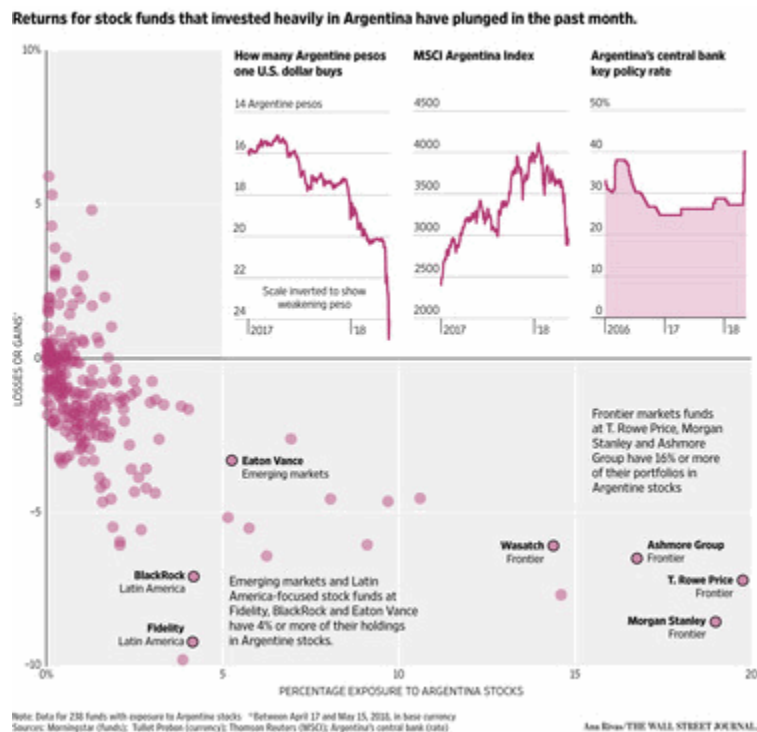 Returns for stock funds that invested heavily in Argentina have plunged in the past month.
10%
5
0
-5
-10
LOSSES OR GAINS*
How many Argentine pesos
one U.S. dollar buys
14 Argentine pesos
16
18
20
22
24
Scale inverted to show
weakening peso
2017
'18
MSCI Argentina Index
4500
4000
3500
3000
2500
2000
2017
'18
Argentina's central bank
key policy rate
50%
40
30
20
10
0
2016
'17
'18
Frontier markets funds
at T. Rowe Price, Morgan
Stanley and Ashmore
Group have 16% or more
of their portfolios in
Argentine stocks
Eaton Vance
Emerging markets
Wasatch
Frontier
Ashmore Group
Frontier
T. Rowe Price
Frontier
Morgan Stanley
Frontier
BlackRock
Latin America
Fidelity
Latin America
Emerging markets and Latin
America-focused stock funds at
Fidelity, BlackRock and Eaton Vance
have 4% or more of their holdings
in Argentine stocks.
0%
5
10
15
20
PERCENTAGE EXPOSURE TO ARGENTINA STOCKS
Note: Data for 238 funds with exposure to Argentine stocks *Between April 17 and May 15, 2018, in base currency
Sources: Morningstar (funds); Tullet Prebon (currency); Thomson Reuters (MSCI); Argentina's central bank (rate)
Ana Rivas/THE WALL STREET JOURNAL